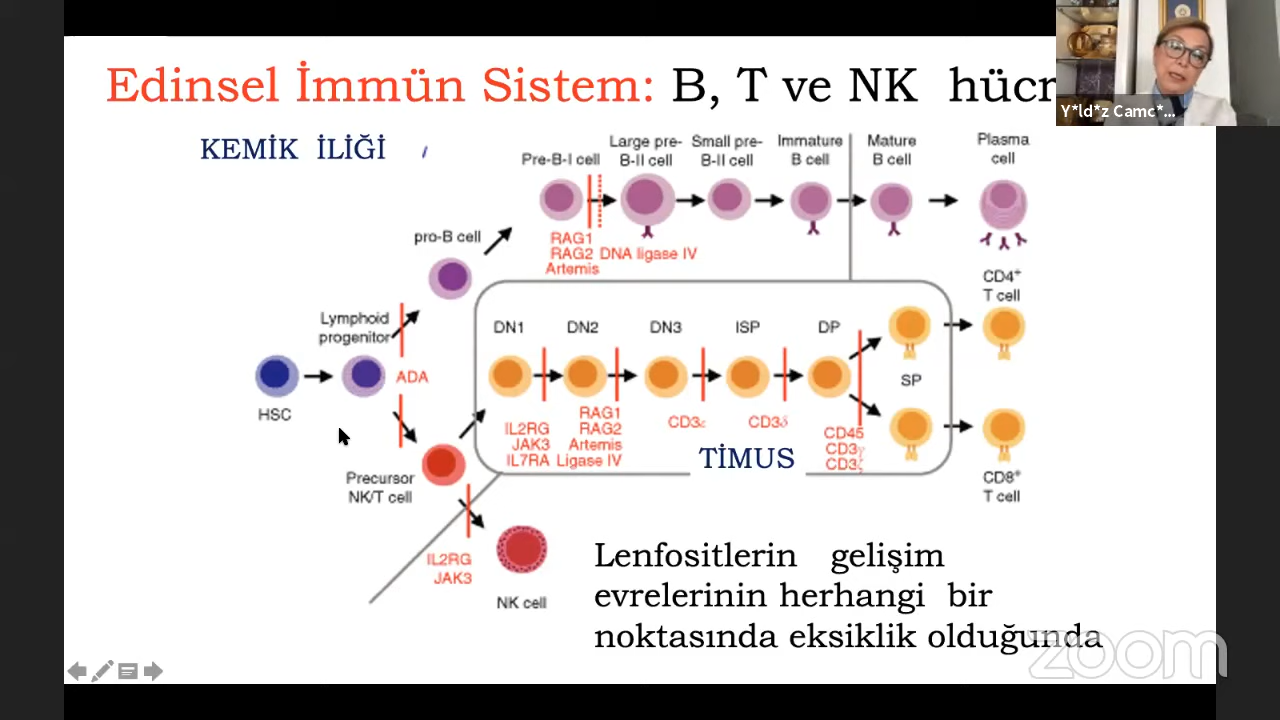 Edinsel İmmün Sistem: B, T ve NK hücr
Y*ld*z Camc*...
KEMİK İLİĞİ
Pre-B-I cell
Large pre-
B-II cell
Small pre-
B-II cell
Immature
B cell
Mature
B cell
Plasma
cell
pro-B cell
RAG1
RAG2 DNA ligase IV
Artemis
CD4⁺
T cell
Lymphoid
progenitor
DN1
DN2
DN3
ISP
DP
HSC
ADA
SP
IL2RG
JAK3
IL7RA
RAG1
RAG2
Artemis
Ligase IV
CD3ε
CD3δ
CD45
CD3γ
CD3ζ
TİMUS
Precursor
NK/T cell
CD8⁺
T cell
IL2RG
JAK3
NK cell
Lenfositlerin gelişim
evrelerinin herhangi bir
noktasında eksiklik olduğunda
zoom